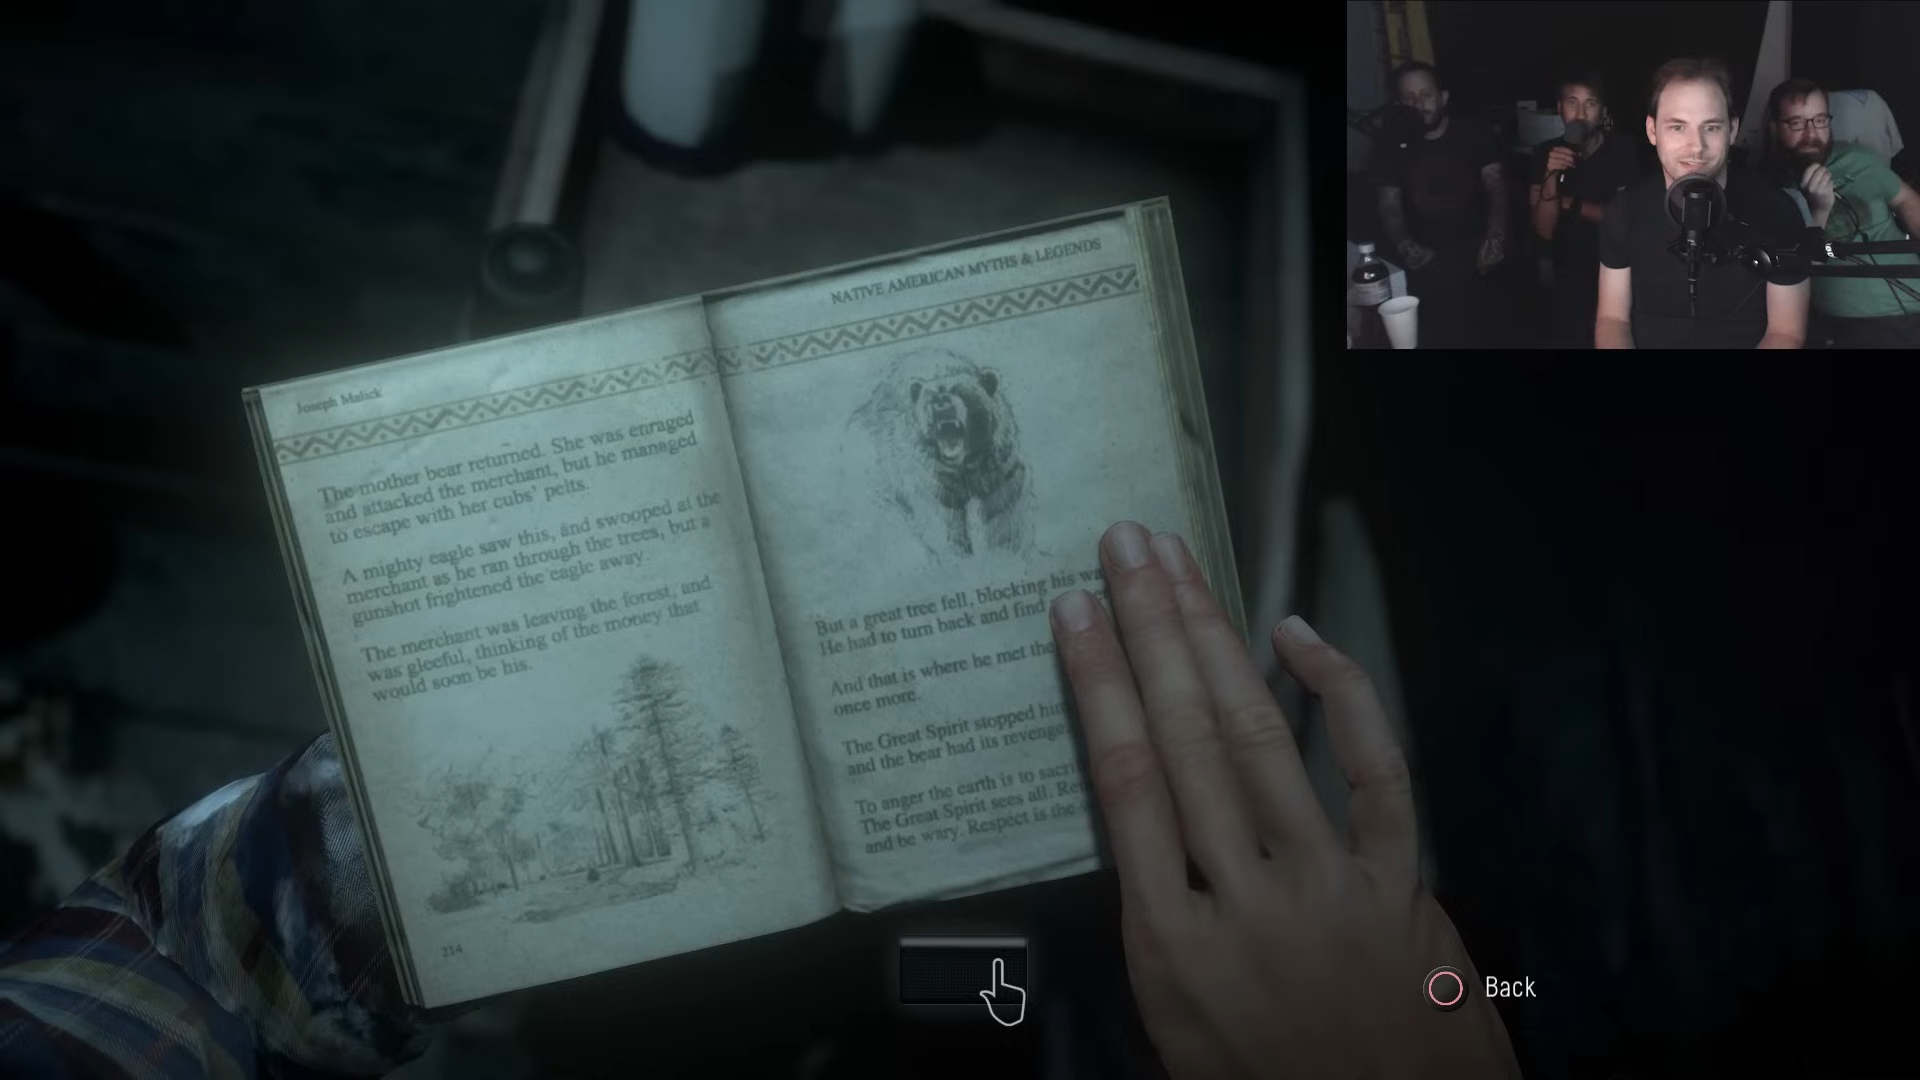 Joseph Malick
The mother bear returned. She was enraged
and attacked the merchant, but he managed
to escape with her cubs' pelts.
A mighty eagle saw this, and swooped at the
merchant as he ran through the trees, but a
gunshot frightened the eagle away.
The merchant was leaving the forest, and
was gleeful, thinking of the money that
would soon be his.
214
NATIVE AMERICAN MYTHS & LEGENDS
But a great tree fell, blocking his
He had to turn back and find
And that is where he met the
once more.
The Great Spirit stopped
and the bear had its revenge.
To anger the earth is to
The Great Spirit sees all.
and be wary. Respect is the
Back